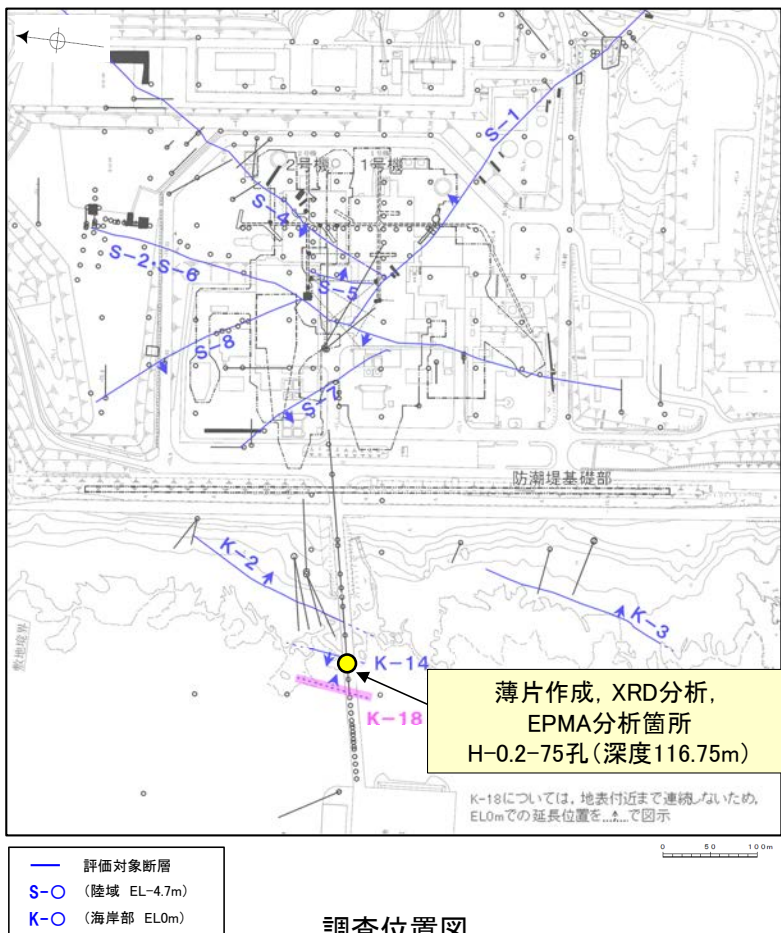 S-1
2号機
1号機
S-4
S-2・S-6
S-5
S-8
S-7
防潮堤基礎部
K-2
K-3
敷地境界
K-14
K-18
薄片作成, XRD分析,
EPMA分析箇所
H-0.2-75孔(深度116.75m)
K-18については, 地表付近まで連続しないため,
EL0mでの延長位置を で図示
0 50 100m
評価対象断層
S-○ (陸域 EL-4.7m)
K-○ (海岸部 EL0m)
調査位置図